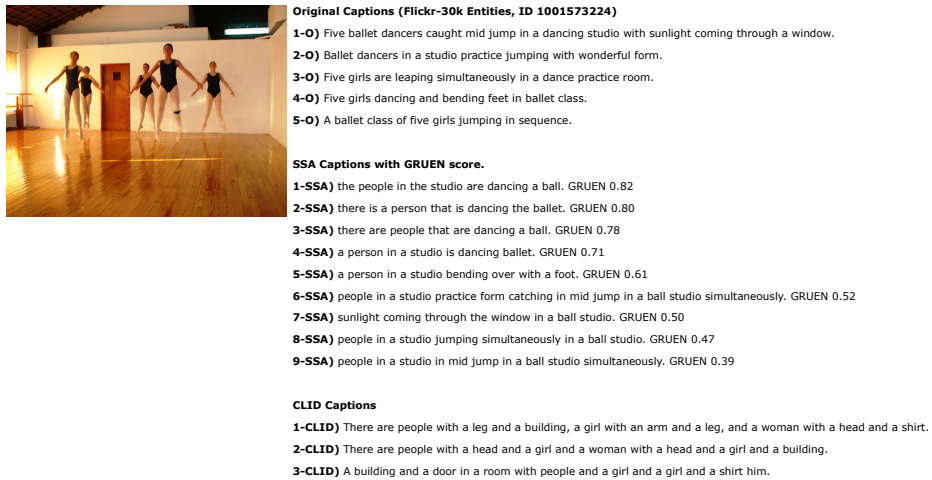 Original Captions (Flickr-30k Entities, ID 1001573224)
1-O) Five ballet dancers caught mid jump in a dancing studio with sunlight coming through a window.
2-O) Ballet dancers in a studio practice jumping with wonderful form.
3-O) Five girls are leaping simultaneously in a dance practice room.
4-O) Five girls dancing and bending feet in ballet class.
5-O) A ballet class of five girls jumping in sequence.
SSA Captions with GRUEN score.
1-SSA) the people in the studio are dancing a ball. GRUEN 0.82
2-SSA) there is a person that is dancing the ballet. GRUEN 0.80
3-SSA) there are people that are dancing a ball. GRUEN 0.78
4-SSA) a person in a studio is dancing ballet. GRUEN 0.71
5-SSA) a person in a studio bending over with a foot. GRUEN 0.61
6-SSA) people in a studio practice form catching in mid jump in a ball studio simultaneously. GRUEN 0.52
7-SSA) sunlight coming through the window in a ball studio. GRUEN 0.50
8-SSA) people in a studio jumping simultaneously in a ball studio. GRUEN 0.47
9-SSA) people in a studio in mid jump in a ball studio simultaneously. GRUEN 0.39
CLID Captions
1-CLID) There are people with a leg and a building, a girl with an arm and a leg, and a woman with a head and a shirt.
2-CLID) There are people with a head and a girl and a woman with a head and a girl and a building.
3-CLID) A building and a door in a room with people and a girl and a girl and a shirt him.